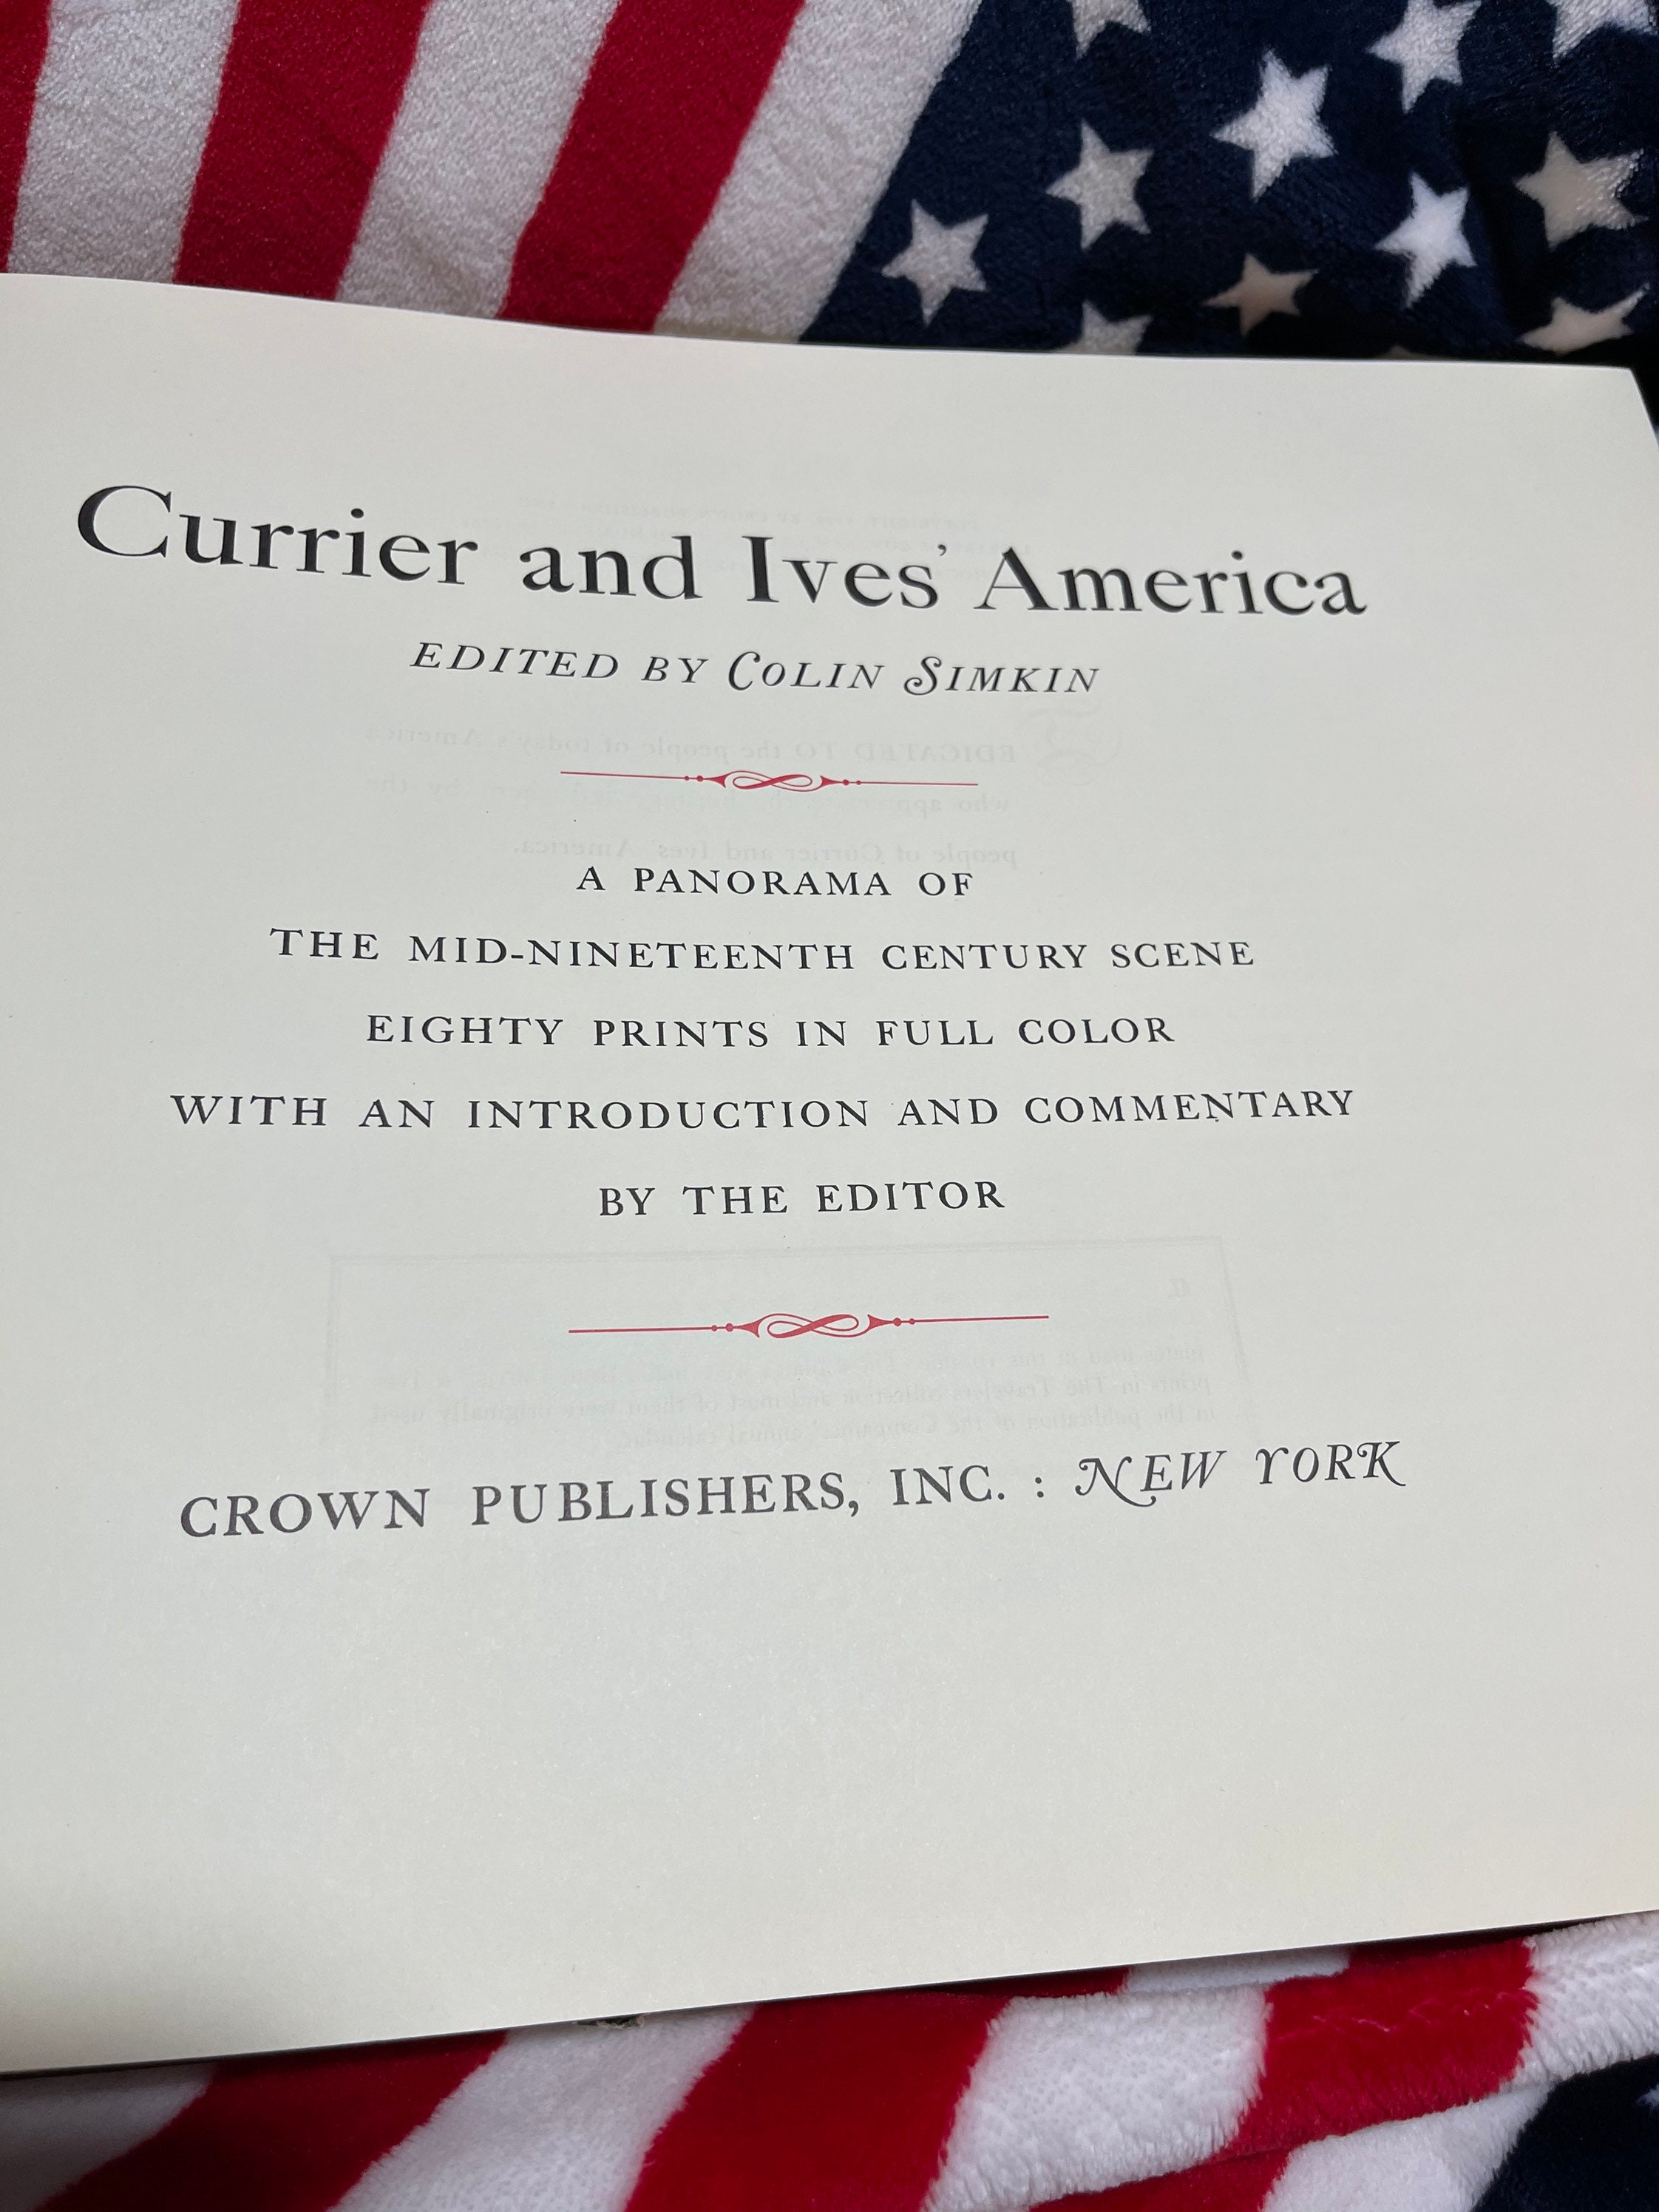 Currier and Ives' America
EDITED BY COLIN SIMKIN
A PANORAMA OF
THE MID-NINETEENTH CENTURY SCENE
EIGHTY PRINTS IN FULL COLOR
WITH AN INTRODUCTION AND COMMENTARY
BY THE EDITOR
CROWN PUBLISHERS, INC. : NEW YORK